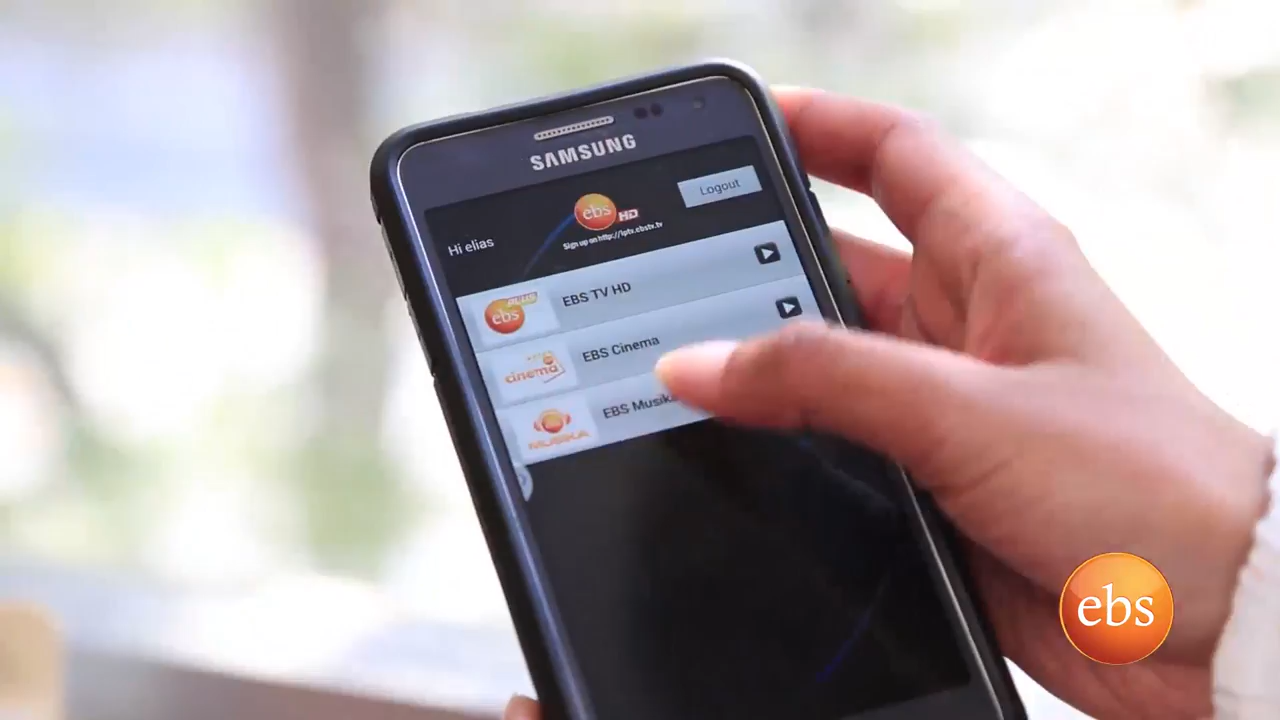 SAMSUNG
Logout
ebs HD
Sign up on http://iptv.ebstv.tv
Hi elias
ebs PLUS
EBS TV HD
cinema
EBS Cinema
MUSIKA
EBS Musika
ebs